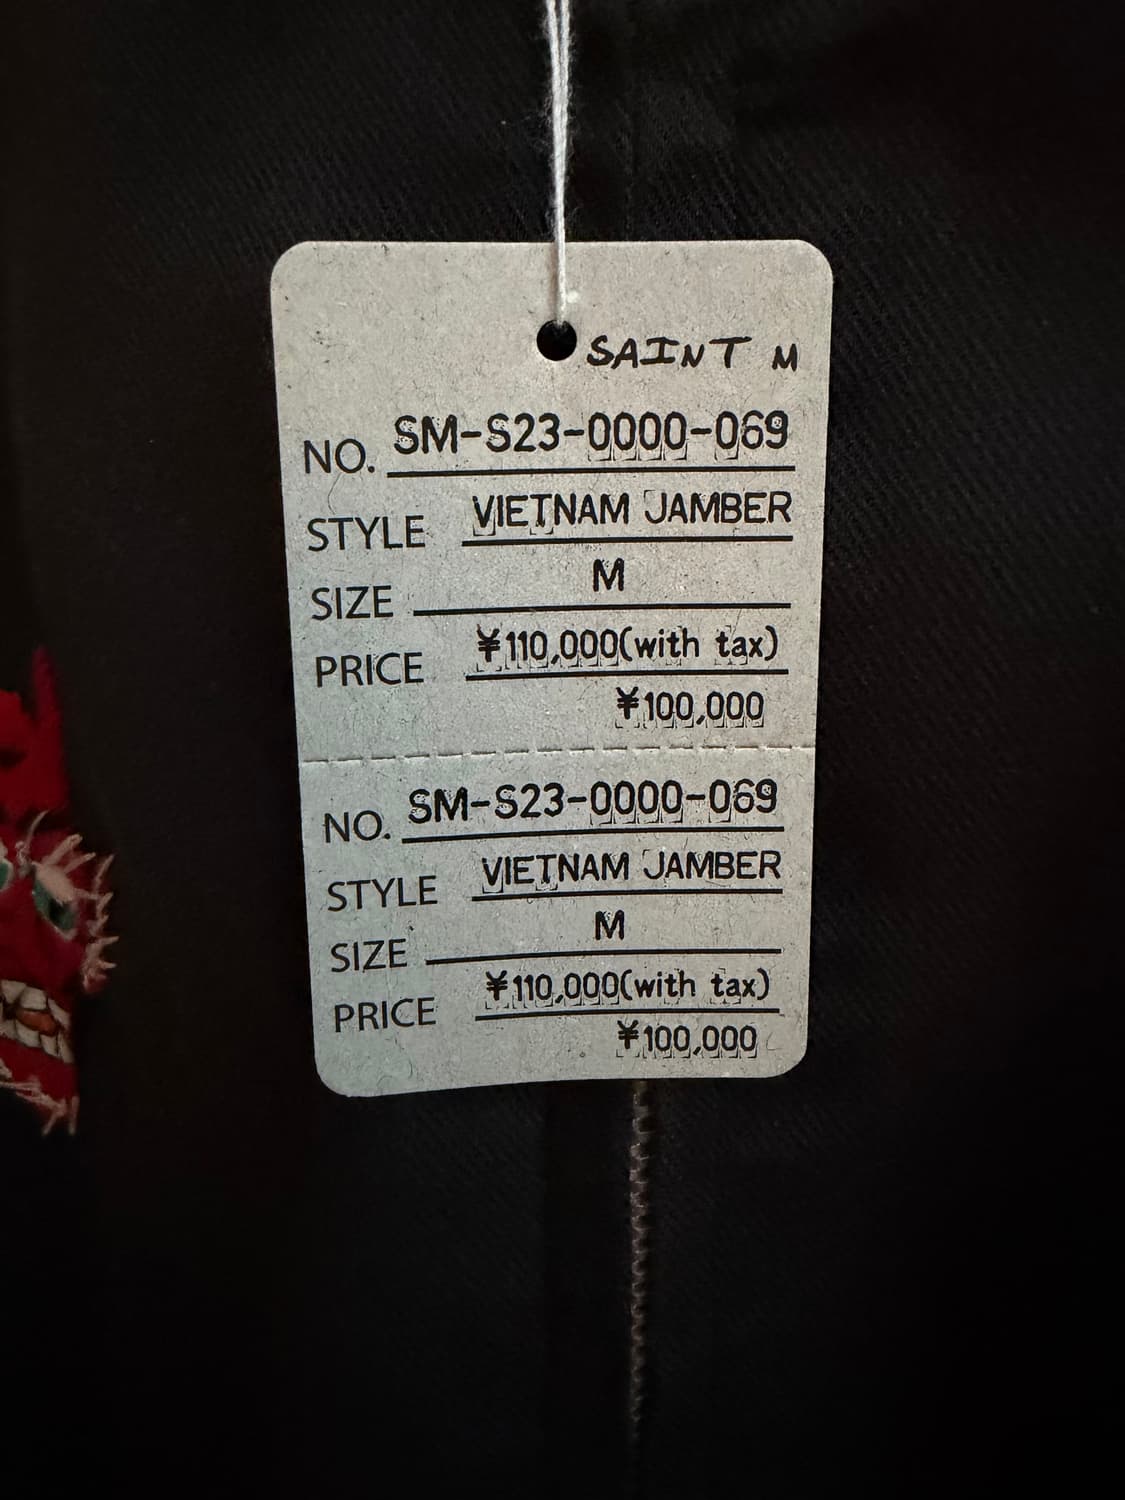 SAINT M
NO. SM-S23-0000-069
STYLE VIETNAM JAMBER
SIZE M
PRICE ¥110,000(with tax)
¥100,000
NO. SM-S23-0000-069
STYLE VIETNAM JAMBER
SIZE M
PRICE ¥110,000(with tax)
¥100,000